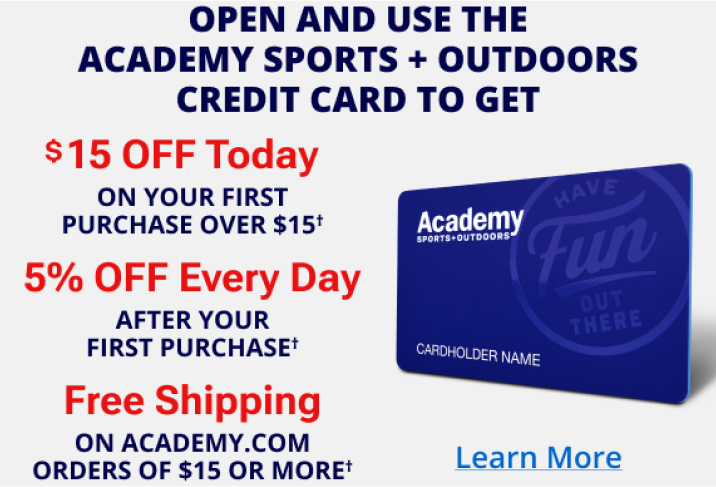 OPEN AND USE THE
ACADEMY SPORTS + OUTDOORS
CREDIT CARD TO GET
$15 OFF Today
ON YOUR FIRST
PURCHASE OVER $15†
5% OFF Every Day
AFTER YOUR
FIRST PURCHASE†
Free Shipping
ON ACADEMY.COM
ORDERS OF $15 OR MORE†
Academy
SPORTS+OUTDOORS
HAVE
Fun
OUT
THERE
CARDHOLDER NAME
Learn More